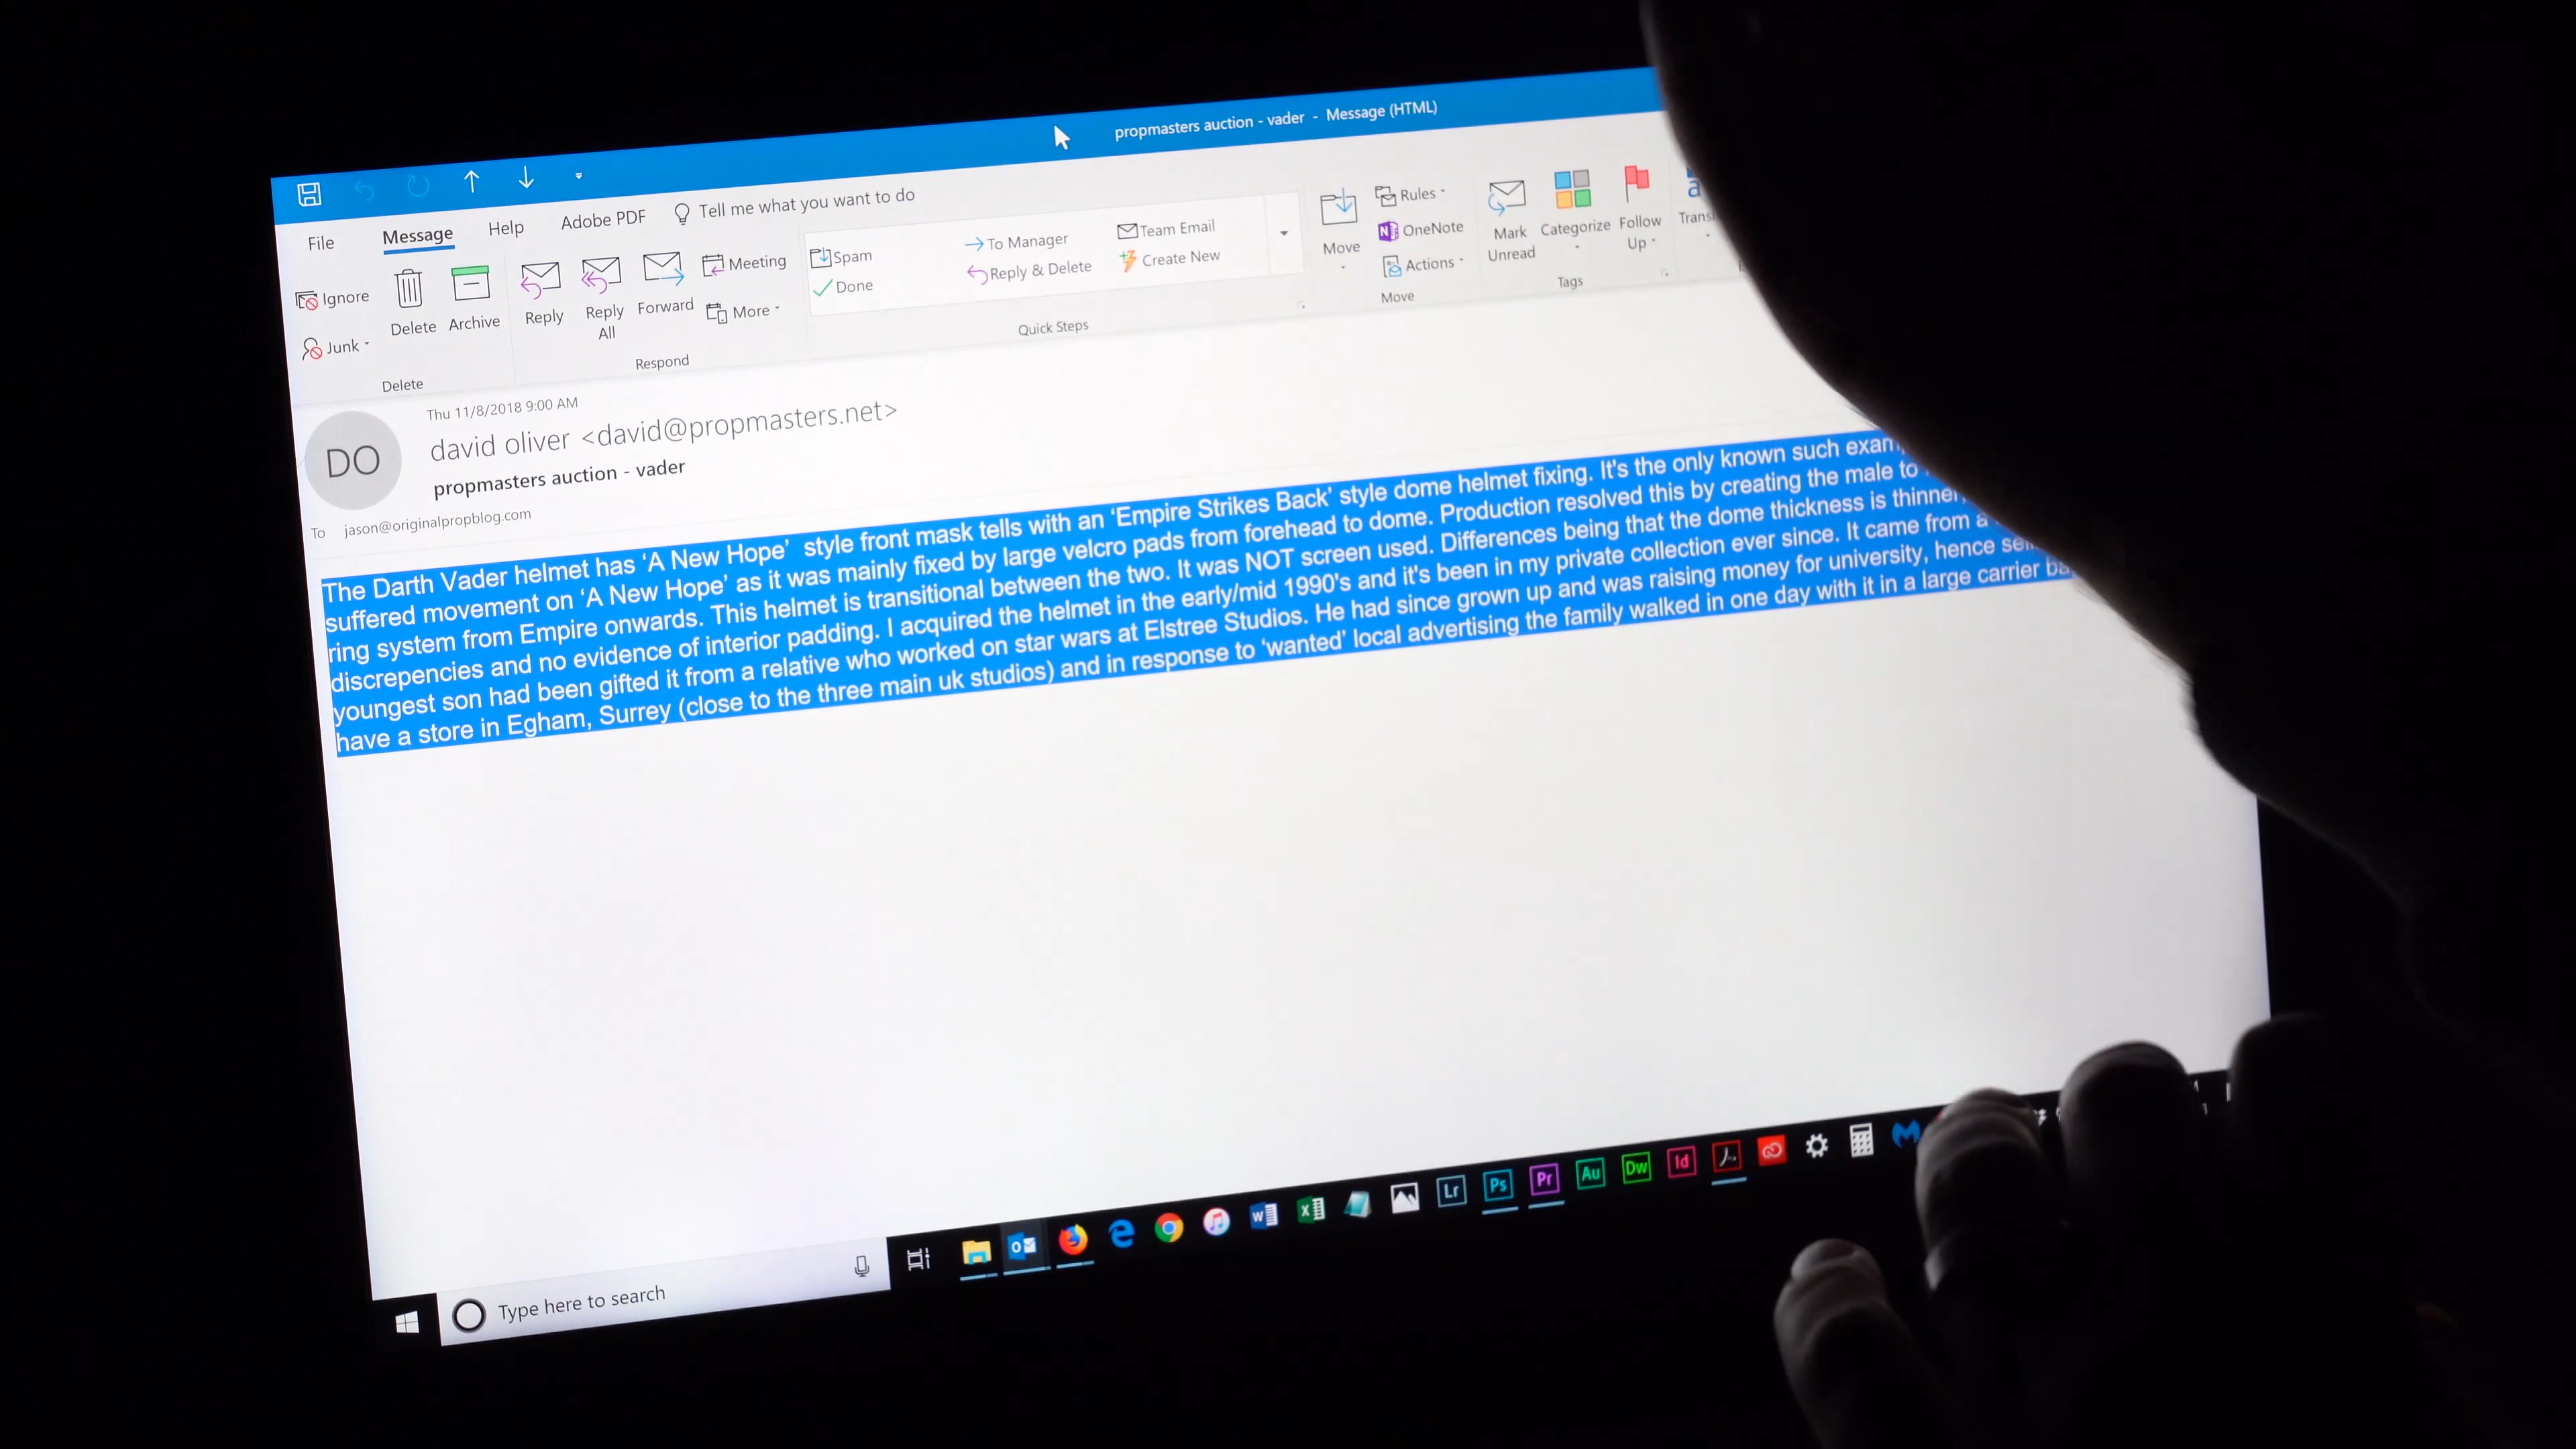 propmasters auction - vader - Message (HTML)
File Message Help Adobe PDF Tell me what you want to do
Ignore
Junk
Delete
Archive
Delete
Reply
Reply All
Forward
Meeting
More
Respond
Spam
Done
To Manager
Reply & Delete
Team Email
Create New
Quick Steps
Move
Rules
OneNote
Actions
Move
Mark Unread
Categorize
Follow Up
Tags
DO
Thu 11/8/2018 9:00 AM
david oliver <david@propmasters.net>
propmasters auction - vader
To jason@originalpropblog.com
The Darth Vader helmet has ‘A New Hope’ style front mask tells with an ‘Empire Strikes Back’ style dome helmet fixing. It's the only known such
suffered movement on ‘A New Hope’ as it was mainly fixed by large velcro pads from forehead to dome. Production resolved this by creating the male to
ring system from Empire onwards. This helmet is transitional between the two. It was NOT screen used. Differences being that the dome thickness is thinner
discrepencies and no evidence of interior padding. I acquired the helmet in the early/mid 1990's and it's been in my private collection ever since. It came from a
youngest son had been gifted it from a relative who worked on star wars at Elstree Studios. He had since grown up and was raising money for university, hence
have a store in Egham, Surrey (close to the three main uk studios) and in response to ‘wanted’ local advertising the family walked in one day with it in a large carrier
Type here to search
Lr Ps Pr Au Dw Id